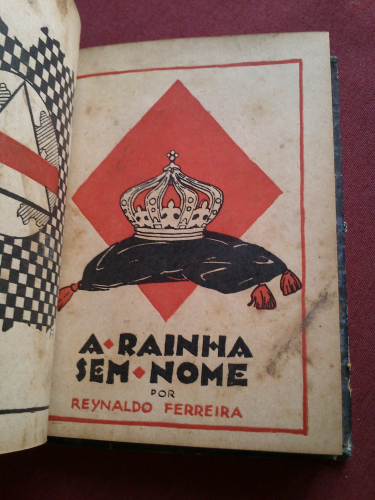 A RAINHA
SEM NOME
POR
REYNALDO FERREIRA